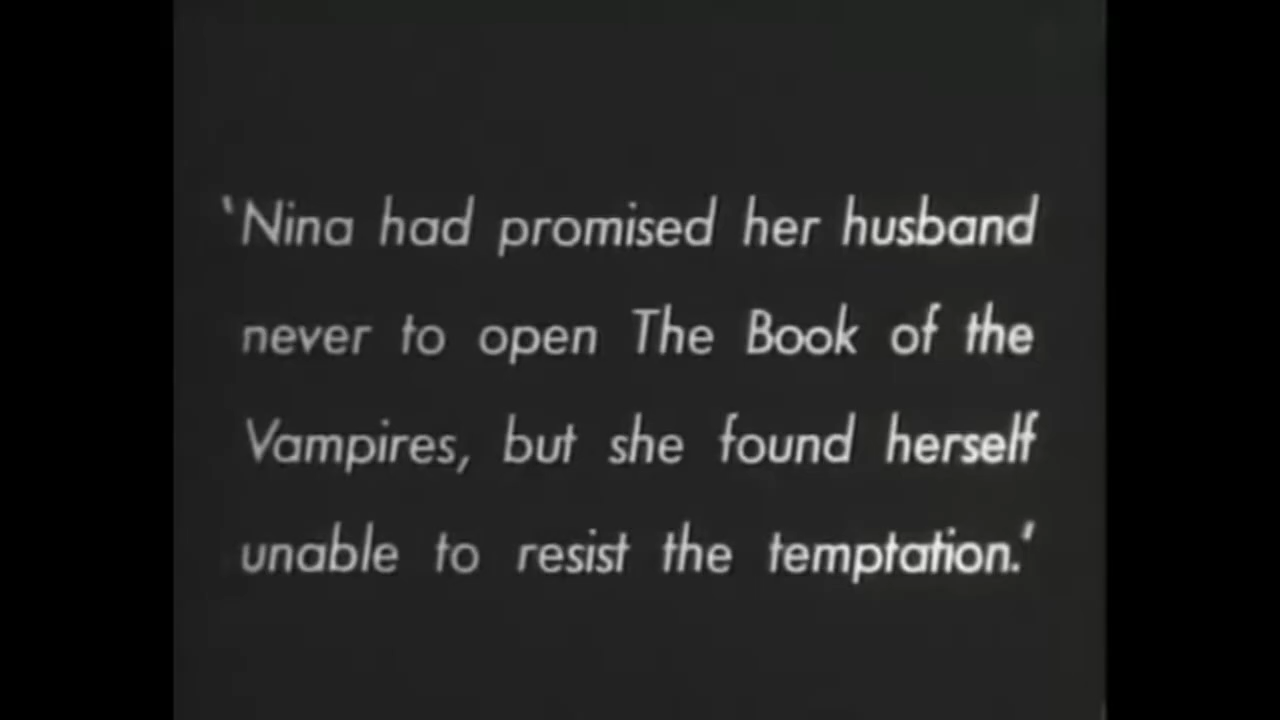 ‘Nina had promised her husband
never to open The Book of the
Vampires, but she found herself
unable to resist the temptation.’